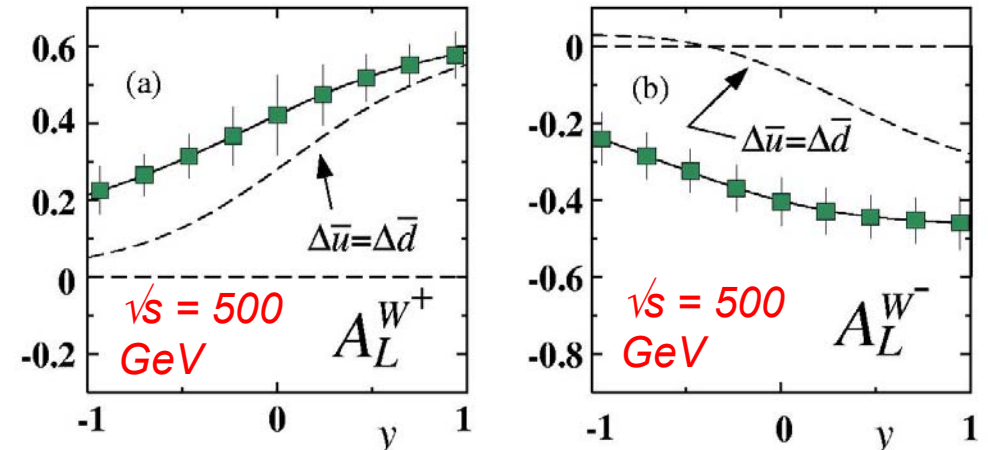 0.6
0.4
0.2
0
-0.2
(a)
Δū=Δd̄
√s = 500
GeV
A_L^{W^+}
-1
0
y
1
0
-0.2
-0.4
-0.6
-0.8
(b)
Δū=Δd̄
√s = 500
GeV
A_L^{W^-}
-1
0
y
1